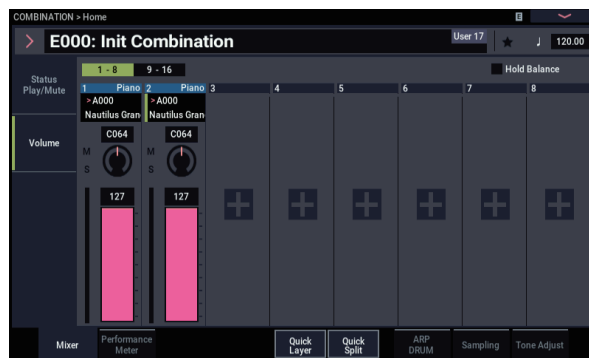 COMBINATION > Home E
> E000: Init Combination User 17 ★ ♩ 120.00
1 - 8 9 - 16 Hold Balance
Status
Play/Mute
Volume
1 Piano 2 Piano 3 4 5 6 7 8
>A000 >A000
Nautilus Gran Nautilus Gran
C064 C064
M M
S S
127 127
Mixer
Performance
Meter
Quick
Layer
Quick
Split
ARP
DRUM
Sampling
Tone Adjust